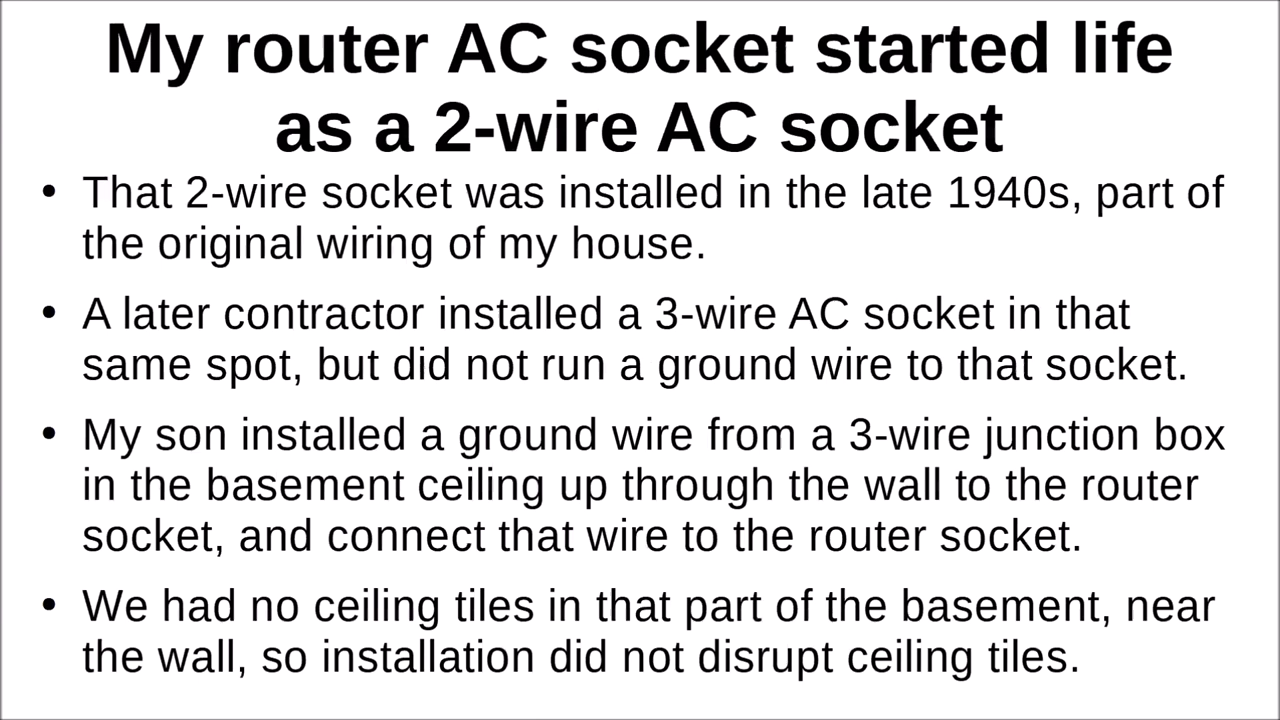 My router AC socket started life
as a 2-wire AC socket
• That 2-wire socket was installed in the late 1940s, part of
the original wiring of my house.
• A later contractor installed a 3-wire AC socket in that
same spot, but did not run a ground wire to that socket.
• My son installed a ground wire from a 3-wire junction box
in the basement ceiling up through the wall to the router
socket, and connect that wire to the router socket.
• We had no ceiling tiles in that part of the basement, near
the wall, so installation did not disrupt ceiling tiles.